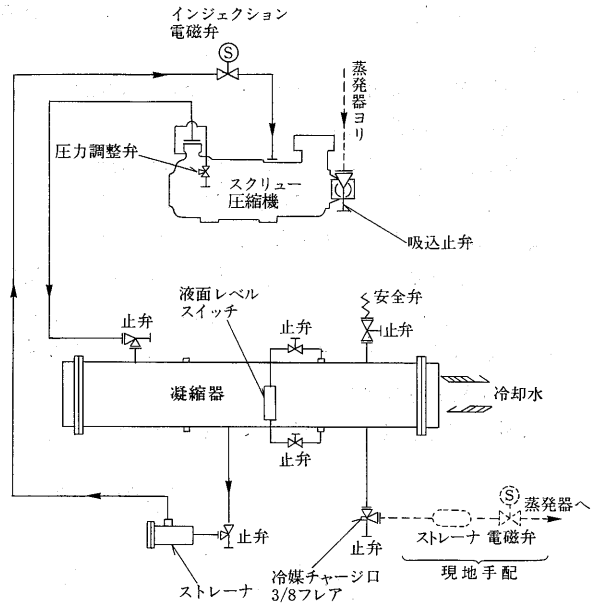 インジェクション
電磁弁
S
蒸発器ヨリ
圧力調整弁
スクリュー
圧縮機
吸込止弁
液面レベル
スイッチ
安全弁
止弁
止弁
止弁
凝縮器
冷却水
止弁
止弁
S
蒸発器へ
ストレーナ
電磁弁
止弁
ストレーナ
冷媒チャージ口
3/8フレア
現地手配